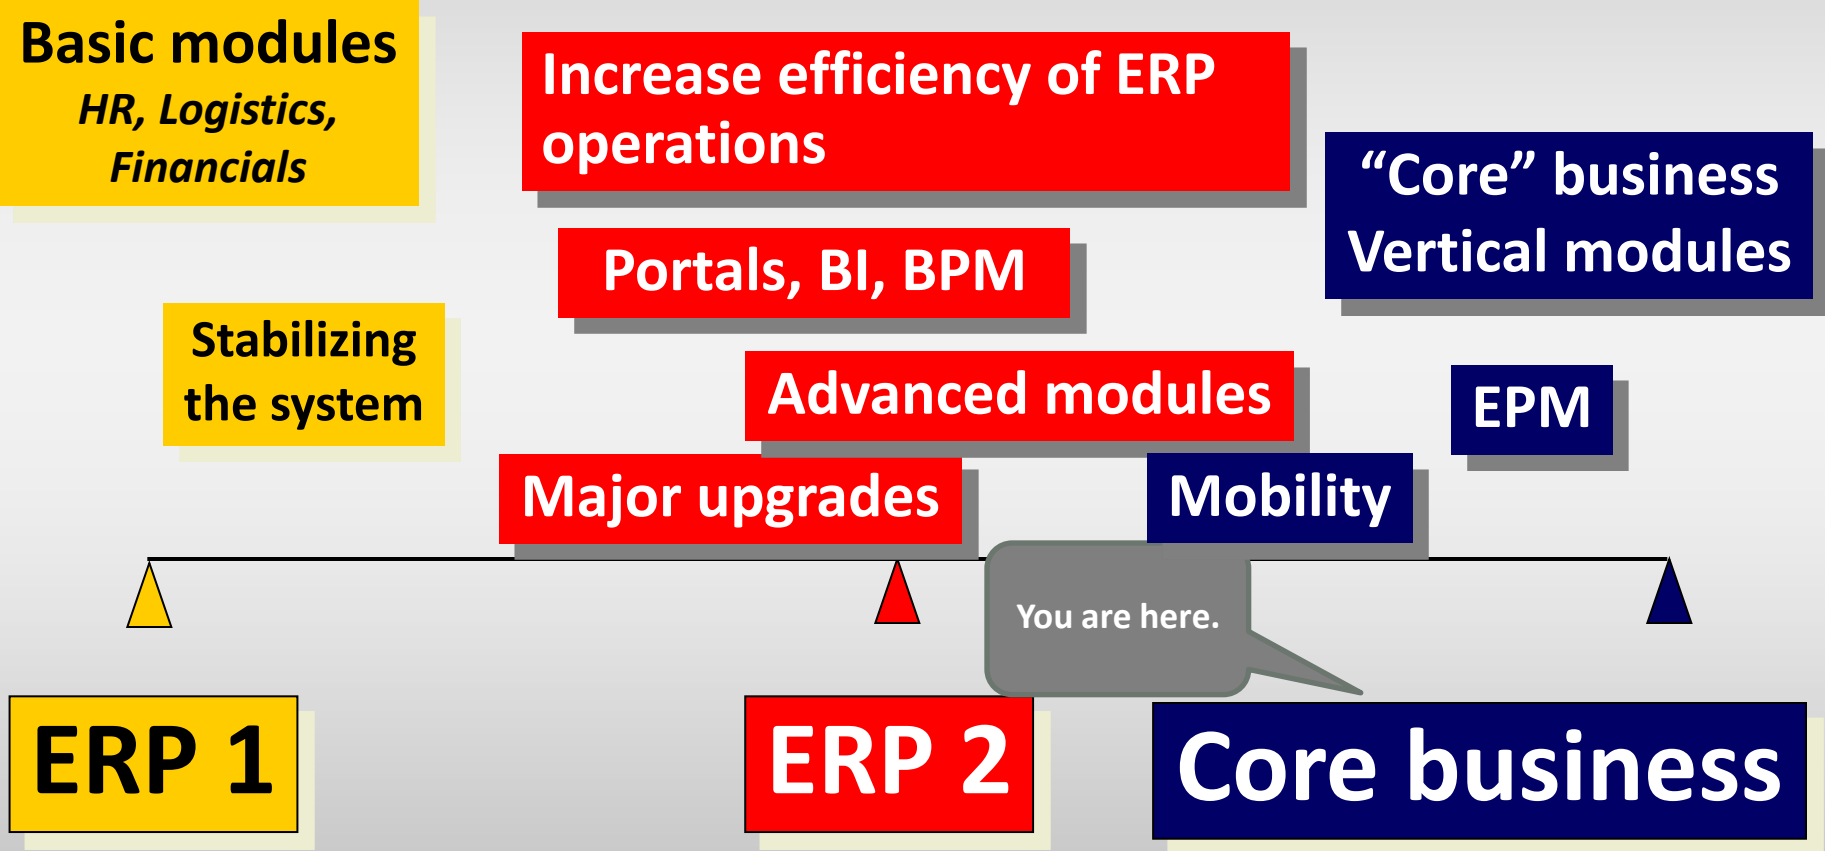 Basic modules
HR, Logistics,
Financials
Increase efficiency of ERP
operations
“Core” business
Vertical modules
Portals, BI, BPM
Stabilizing
the system
Advanced modules
EPM
Major upgrades
Mobility
You are here.
ERP 1
ERP 2
Core business